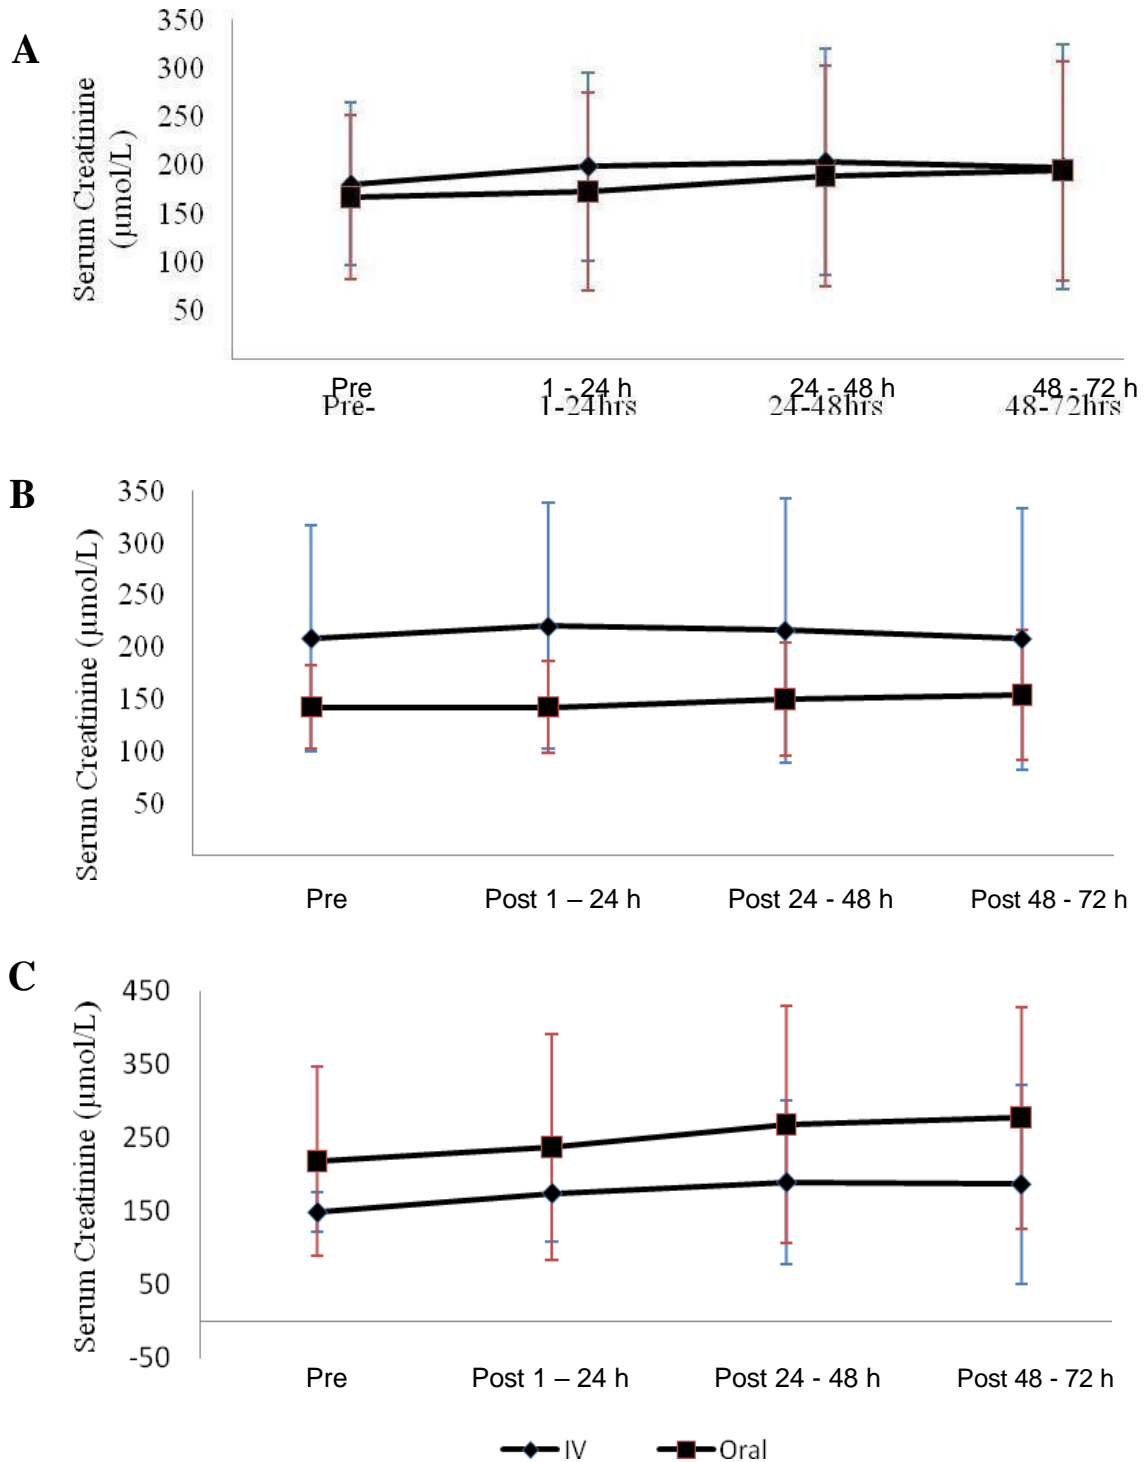 A
Serum Creatinine
(µmol/L)
350
300
250
200
150
100
50
Pre 1 - 24 h 24 - 48 h 48 - 72 h
Pre- 1-24hrs 24-48hrs 48-72hrs
B
Serum Creatinine (µmol/L)
350
300
250
200
150
100
50
Pre Post 1 – 24 h Post 24 - 48 h Post 48 - 72 h
C
Serum Creatinine (µmol/L)
450
350
250
150
50
-50
Pre Post 1 – 24 h Post 24 - 48 h Post 48 - 72 h
IV Oral